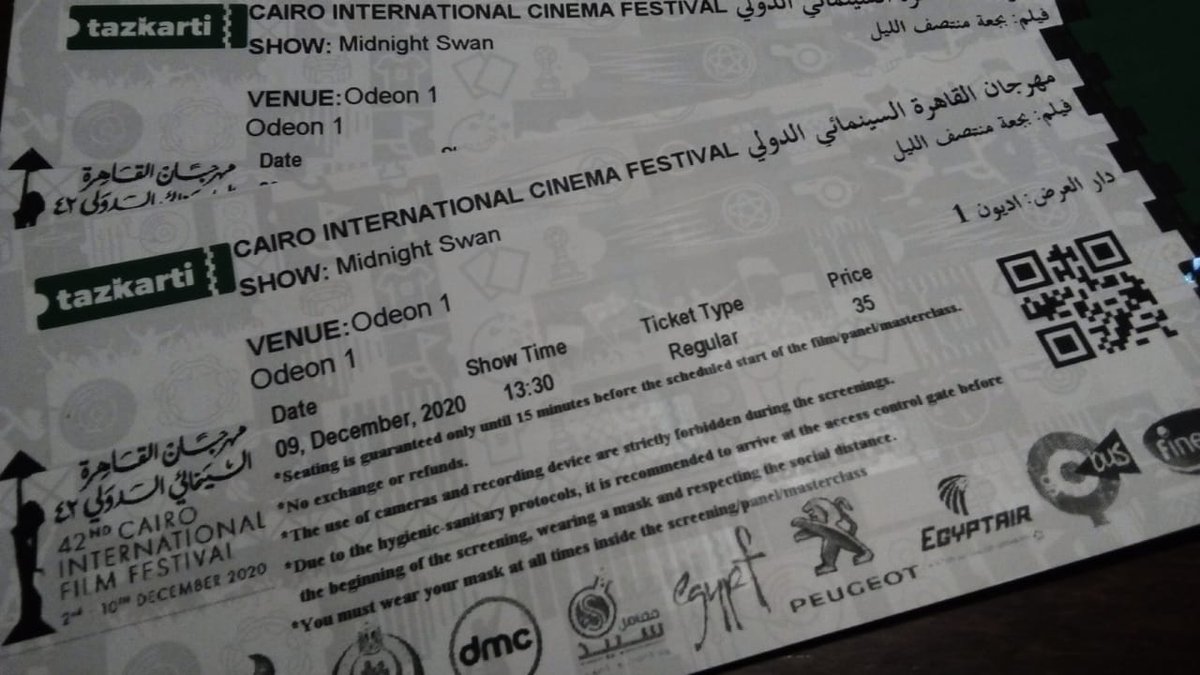 tazkarti
CAIRO INTERNATIONAL CINEMA FESTIVAL السينمائي الدولي
SHOW: Midnight Swan
فيلم: بجعة منتصف الليل
VENUE: Odeon 1
Odeon 1
Date
مهرجان القاهرة
الدولي ٤٢
tazkarti
CAIRO INTERNATIONAL CINEMA FESTIVAL مهرجان القاهرة السينمائي الدولي
SHOW: Midnight Swan
فيلم: بجعة منتصف الليل
VENUE: Odeon 1
دار العرض: اديون 1
Odeon 1
Date
Show Time
Ticket Type
Price
09, December, 2020
13:30
Regular
35
*Seating is guaranteed only until 15 minutes before the scheduled start of the film/panel/masterclass.
*No exchange or refunds.
*The use of cameras and recording device are strictly forbidden during the screenings.
*Due to the hygienic-sanitary protocols, it is recommended to arrive at the access control gate before
the beginning of the screening, wearing a mask and respecting the social distance.
*You must wear your mask at all times inside the screening/panel/masterclass
مهرجان القاهرة
السينمائي الدولي ٤٢
42ND CAIRO
INTERNATIONAL
FILM FESTIVAL
2nd - 10th DECEMBER 2020
dmc
egypt
PEUGEOT
EGYPTAIR
bus
fine